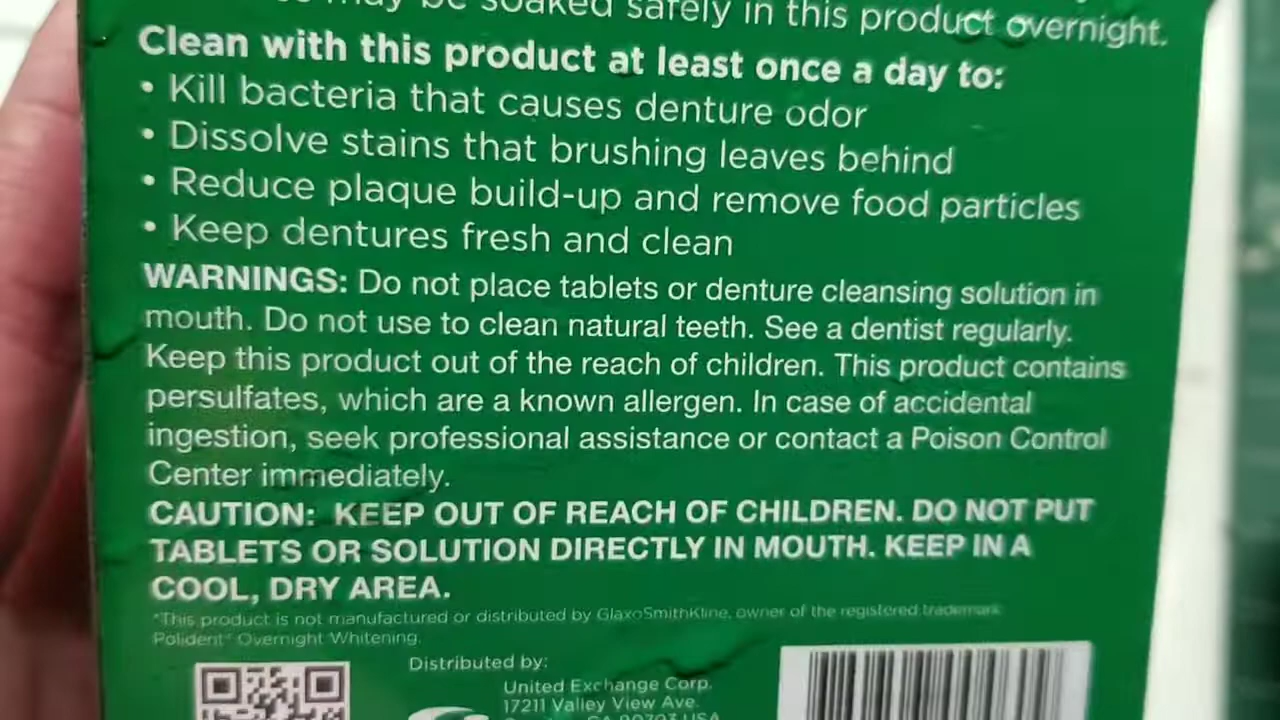 may be soaked safely in this product overnight.
Clean with this product at least once a day to:
• Kill bacteria that causes denture odor
• Dissolve stains that brushing leaves behind
• Reduce plaque build-up and remove food particles
• Keep dentures fresh and clean
WARNINGS: Do not place tablets or denture cleansing solution in
mouth. Do not use to clean natural teeth. See a dentist regularly.
Keep this product out of the reach of children. This product contains
persulfates, which are a known allergen. In case of accidental
ingestion, seek professional assistance or contact a Poison Control
Center immediately.
CAUTION: KEEP OUT OF REACH OF CHILDREN. DO NOT PUT
TABLETS OR SOLUTION DIRECTLY IN MOUTH. KEEP IN A
COOL, DRY AREA.
*This product is not manufactured or distributed by GlaxoSmithKline, owner of the registered trademark
Polident® Overnight Whitening.
Distributed by:
United Exchange Corp.
17211 Valley View Ave.
CA 90703 USA